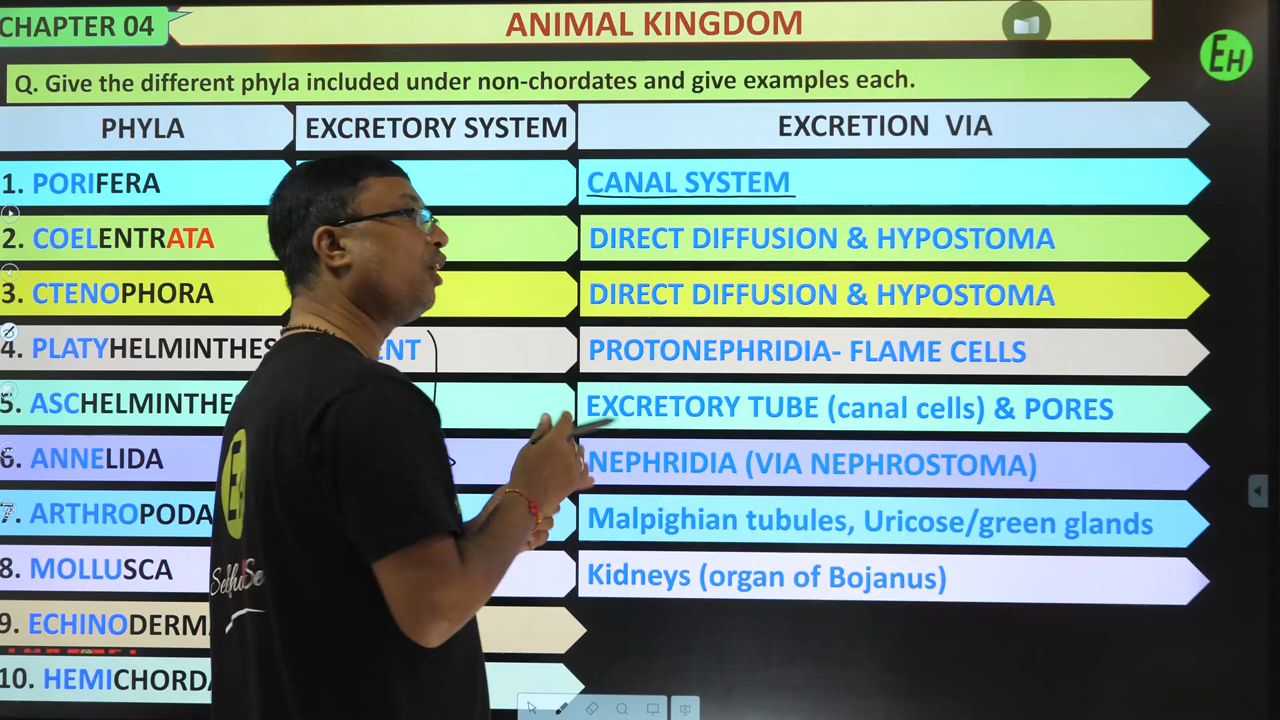 CHAPTER 04
ANIMAL KINGDOM
EH
Q. Give the different phyla included under non-chordates and give examples each.
PHYLA
EXCRETORY SYSTEM
EXCRETION VIA
1. PORIFERA
CANAL SYSTEM
2. COELENTRATA
DIRECT DIFFUSION & HYPOSTOMA
3. CTENOPHORA
DIRECT DIFFUSION & HYPOSTOMA
4. PLATYHELMINTHES
ENT
PROTONEPHRIDIA- FLAME CELLS
5. ASCHELMINTHE
EXCRETORY TUBE (canal cells) & PORES
6. ANNELIDA
NEPHRIDIA (VIA NEPHROSTOMA)
7. ARTHROPODA
Malpighian tubules, Uricose/green glands
8. MOLLUSCA
Kidneys (organ of Bojanus)
9. ECHINODERM
10. HEMICHORD